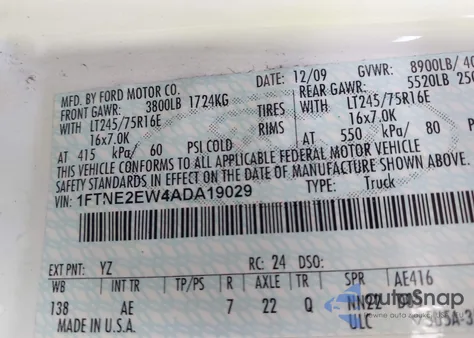 MFD. BY FORD MOTOR CO. DATE: 12/09 GVWR: 8900LB/ 40
FRONT GAWR: 3800LB 1724KG REAR GAWR: 5520LB 250
WITH LT245/75R16E TIRES WITH LT245/75R16E
16x7.0K RIMS 16x7.0K
AT 415 kPa/ 60 PSI COLD AT 550 kPa/ 80 PS
THIS VEHICLE CONFORMS TO ALL APPLICABLE FEDERAL MOTOR VEHICLE
SAFETY STANDARDS IN EFFECT ON THE DATE OF MANUFACTURE SHOWN ABOVE.
VIN: 1FTNE2EW4ADA19029 TYPE: Truck
EXT PNT: YZ RC: 24 DSO:
WB INT TR TP/PS R AXLE TR SPR AE416
138 AE 7 22 Q NN22
MADE IN U.S.A. ULC
autoSnap